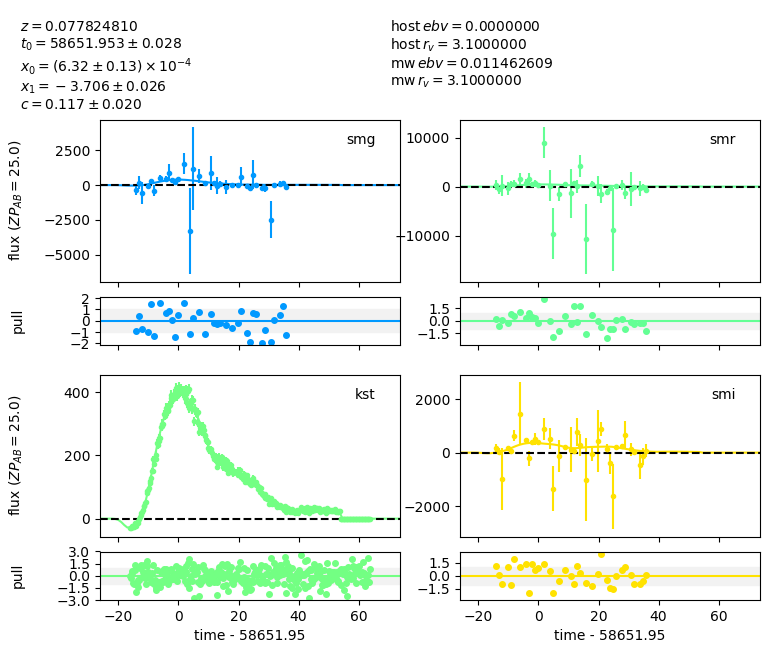 z = 0.077824810
t₀ = 58651.953 ± 0.028
x₀ = (6.32 ± 0.13) × 10⁻⁴
x₁ = −3.706 ± 0.026
c = 0.117 ± 0.020
host ebv = 0.0000000
host r_v = 3.1000000
mw ebv = 0.011462609
mw r_v = 3.1000000
flux (ZP_AB = 25.0)
2500
0
−2500
−5000
smg
10000
0
−10000
smr
pull
2
1
0
−1
−2
1.5
0.0
−1.5
flux (ZP_AB = 25.0)
400
200
0
kst
2000
0
−2000
smi
pull
3.0
1.5
0.0
−1.5
−3.0
1.5
0.0
−1.5
−20 0 20 40 60
−20 0 20 40 60
time - 58651.95
time - 58651.95